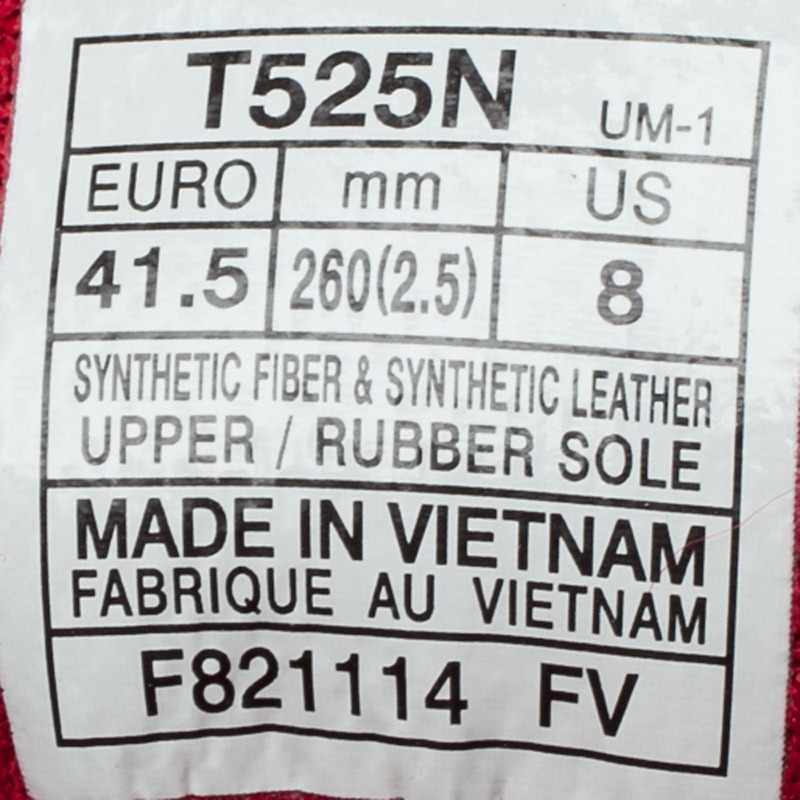 T525N UM-1
EURO mm US
41.5 260(2.5) 8
SYNTHETIC FIBER & SYNTHETIC LEATHER
UPPER / RUBBER SOLE
MADE IN VIETNAM
FABRIQUE AU VIETNAM
F821114 FV